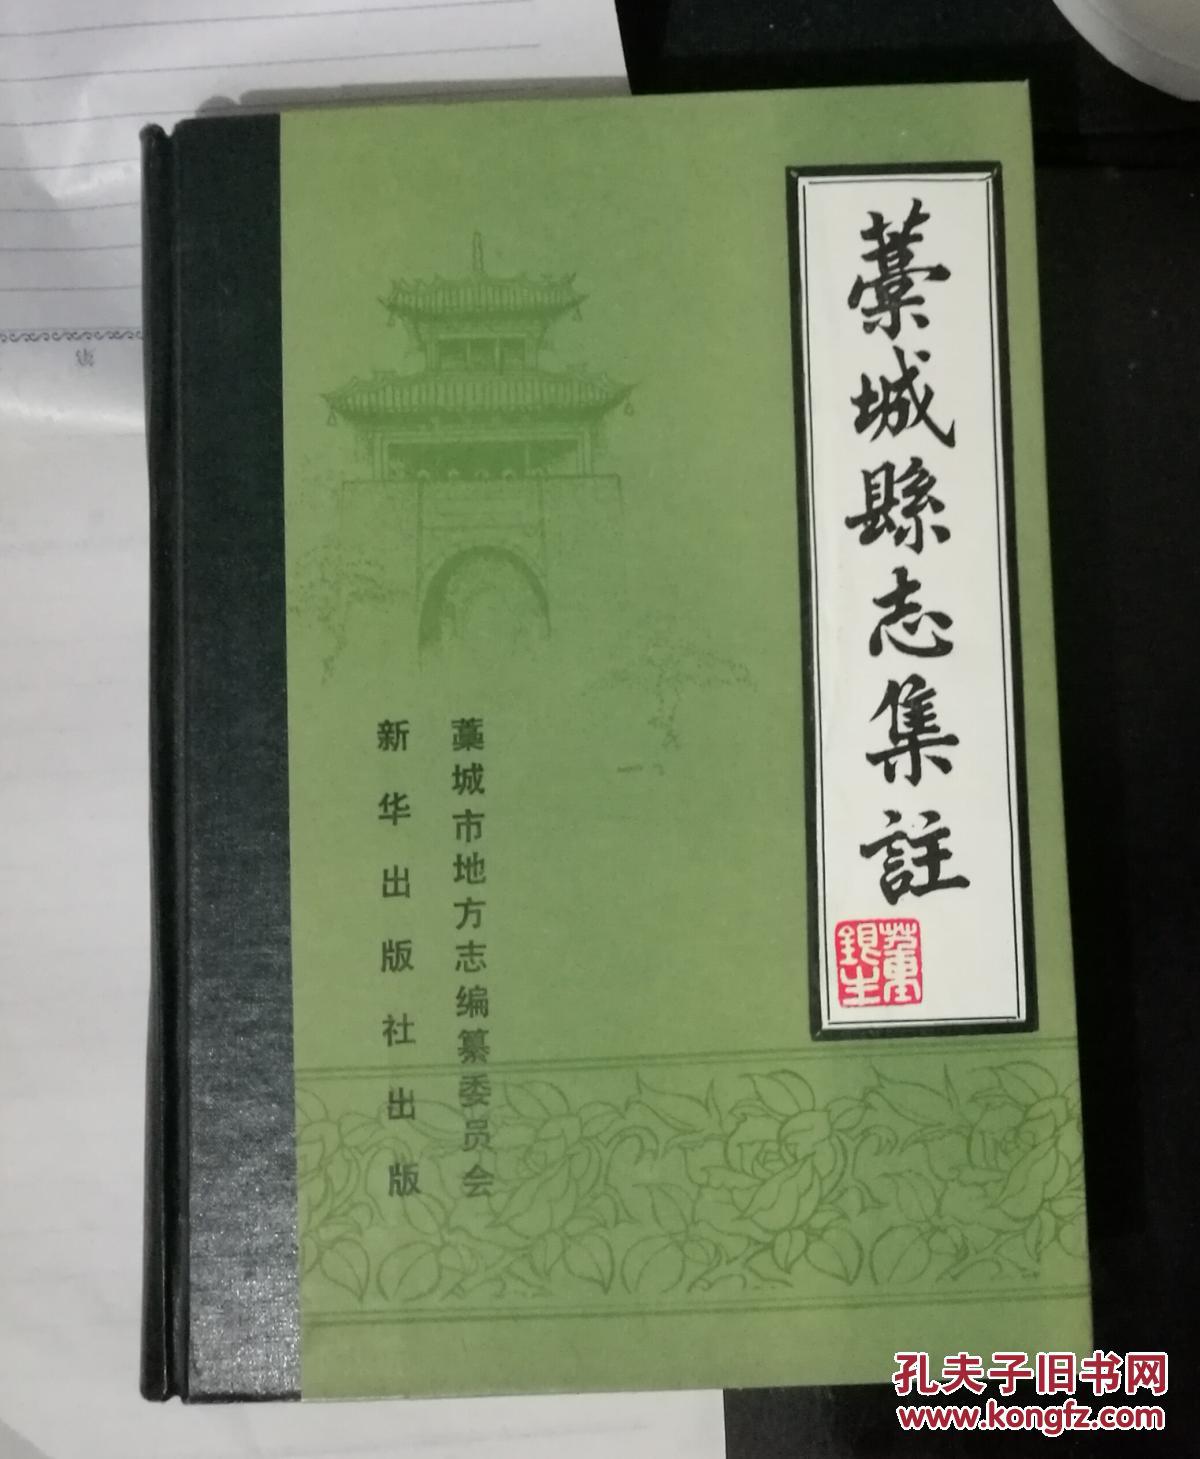 藁城縣志集註
藁城市地方志编纂委员会
新华出版社出版
孔夫子旧书网
www.kongfz.com